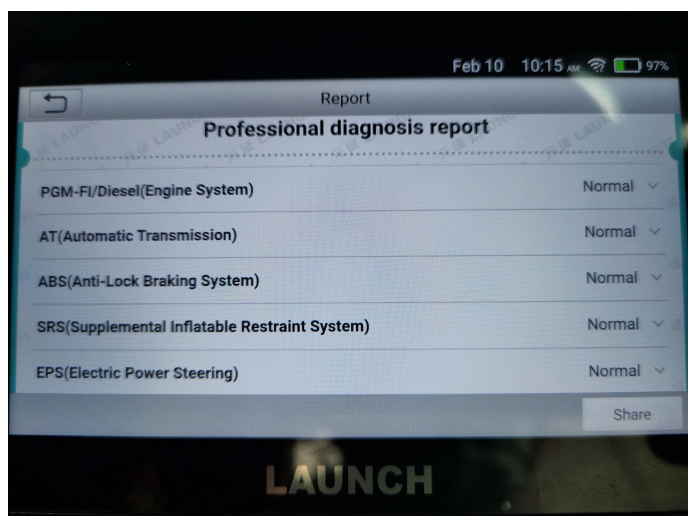 Feb 10 10:15 AM 97%
Report
Professional diagnosis report
PGM-FI/Diesel(Engine System) Normal
AT(Automatic Transmission) Normal
ABS(Anti-Lock Braking System) Normal
SRS(Supplemental Inflatable Restraint System) Normal
EPS(Electric Power Steering) Normal
Share
LAUNCH